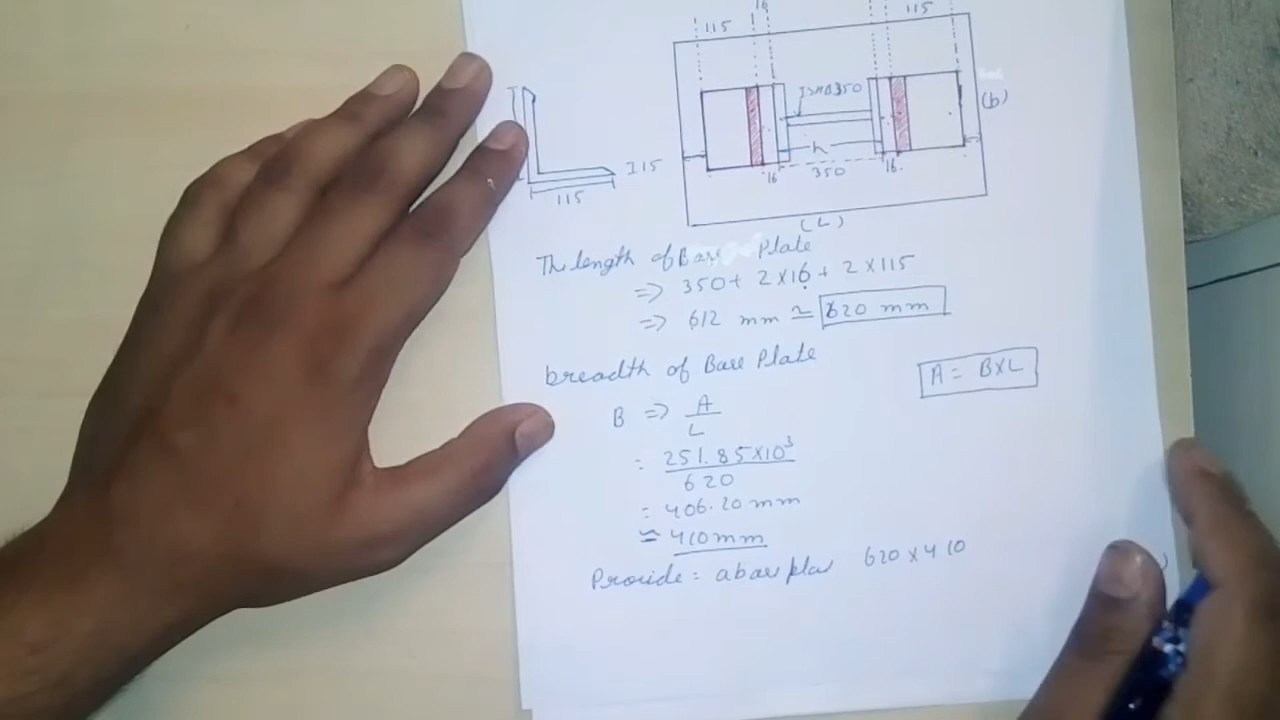 16
115
115
ISMB350
(b)
h
16
350
16
115
115
(L)
The length of Base Plate
=> 350 + 2 x 16 + 2 x 115
=> 612 mm ≃ 620 mm
breadth of Base Plate
A = BXL
B => A
L
= 251.85 x 10³
620
= 406.20 mm
≃ 410 mm
Provide = a base plat 620 x 410